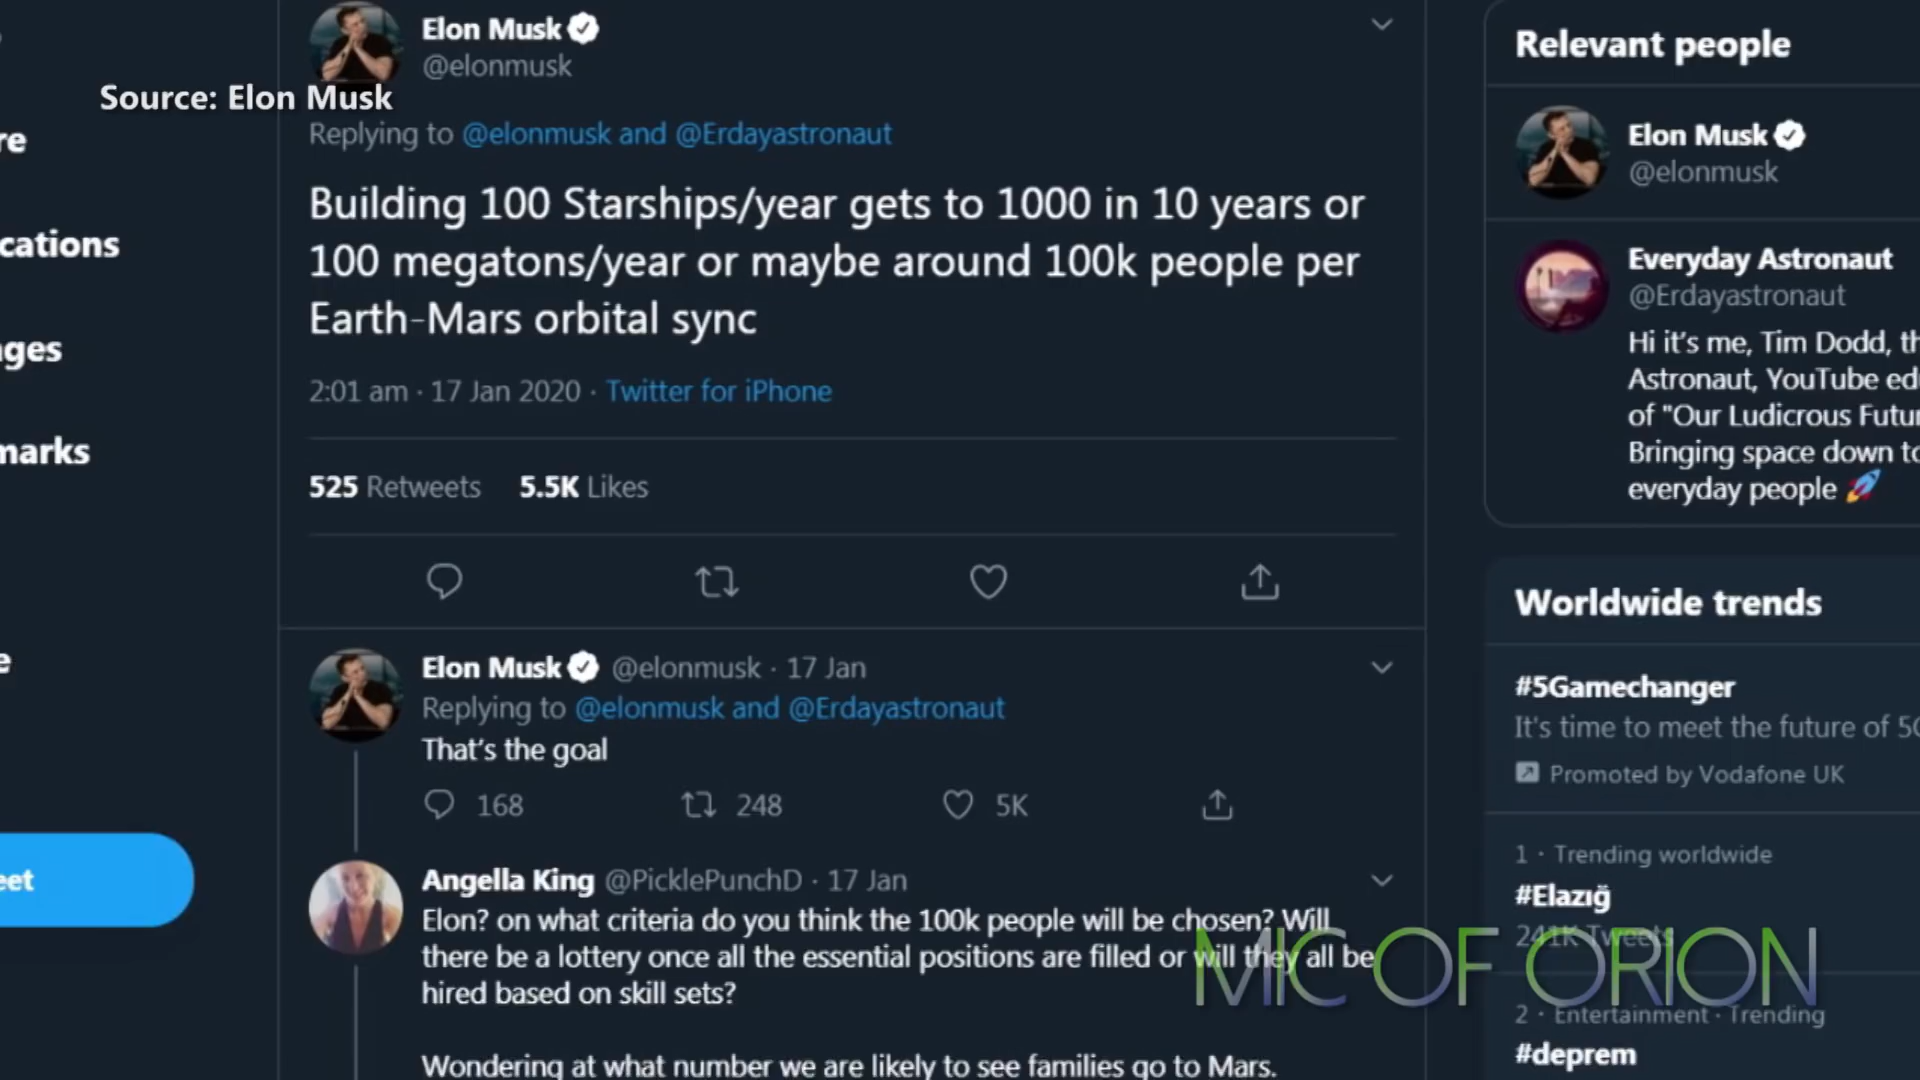 Elon Musk
@elonmusk
Source: Elon Musk
Replying to @elonmusk and @Erdayastronaut
Building 100 Starships/year gets to 1000 in 10 years or
100 megatons/year or maybe around 100k people per
Earth-Mars orbital sync
2:01 am · 17 Jan 2020 · Twitter for iPhone
525 Retweets 5.5K Likes
Elon Musk @elonmusk · 17 Jan
Replying to @elonmusk and @Erdayastronaut
That's the goal
168 248 5K
Angella King @PicklePunchD · 17 Jan
Elon? on what criteria do you think the 100k people will be chosen? Will
there be a lottery once all the essential positions are filled or will they all be
hired based on skill sets?
Wondering at what number we are likely to see families go to Mars.
Relevant people
Elon Musk
@elonmusk
Everyday Astronaut
@Erdayastronaut
Hi it's me, Tim Dodd, th
Astronaut, YouTube edu
of "Our Ludicrous Futur
Bringing space down to
everyday people
Worldwide trends
#5Gamechanger
It's time to meet the future of 5G
Promoted by Vodafone UK
1 · Trending worldwide
#Elazığ
241K Tweets
2 · Entertainment · Trending
#deprem
MIC OF ORION
re
cations
ages
marks
e
eet